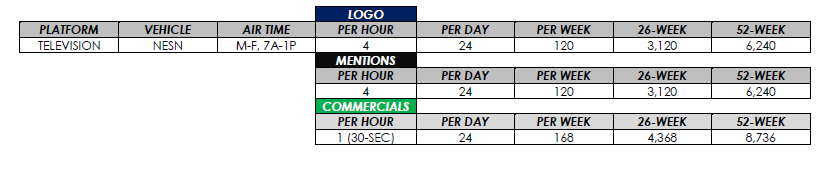 LOGO
PLATFORM VEHICLE AIR TIME PER HOUR PER DAY PER WEEK 26-WEEK 52-WEEK
TELEVISION NESN M-F, 7A-1P 4 24 120 3,120 6,240
MENTIONS
PER HOUR PER DAY PER WEEK 26-WEEK 52-WEEK
4 24 120 3,120 6,240
COMMERCIALS
PER HOUR PER DAY PER WEEK 26-WEEK 52-WEEK
1 (30-SEC) 24 168 4,368 8,736